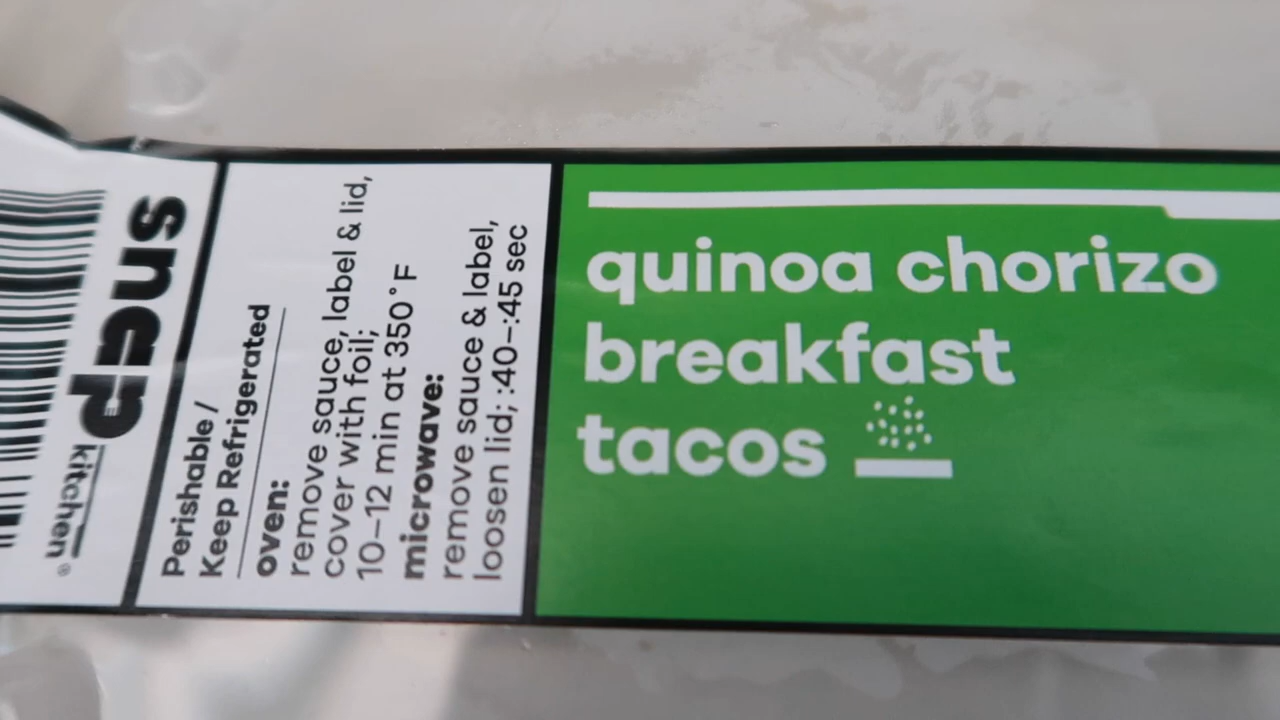 snap
kitchen®
Perishable /
Keep Refrigerated
oven:
remove sauce, label & lid,
cover with foil;
10–12 min at 350°F
microwave:
remove sauce & label,
loosen lid; :40–:45 sec
quinoa chorizo
breakfast
tacos